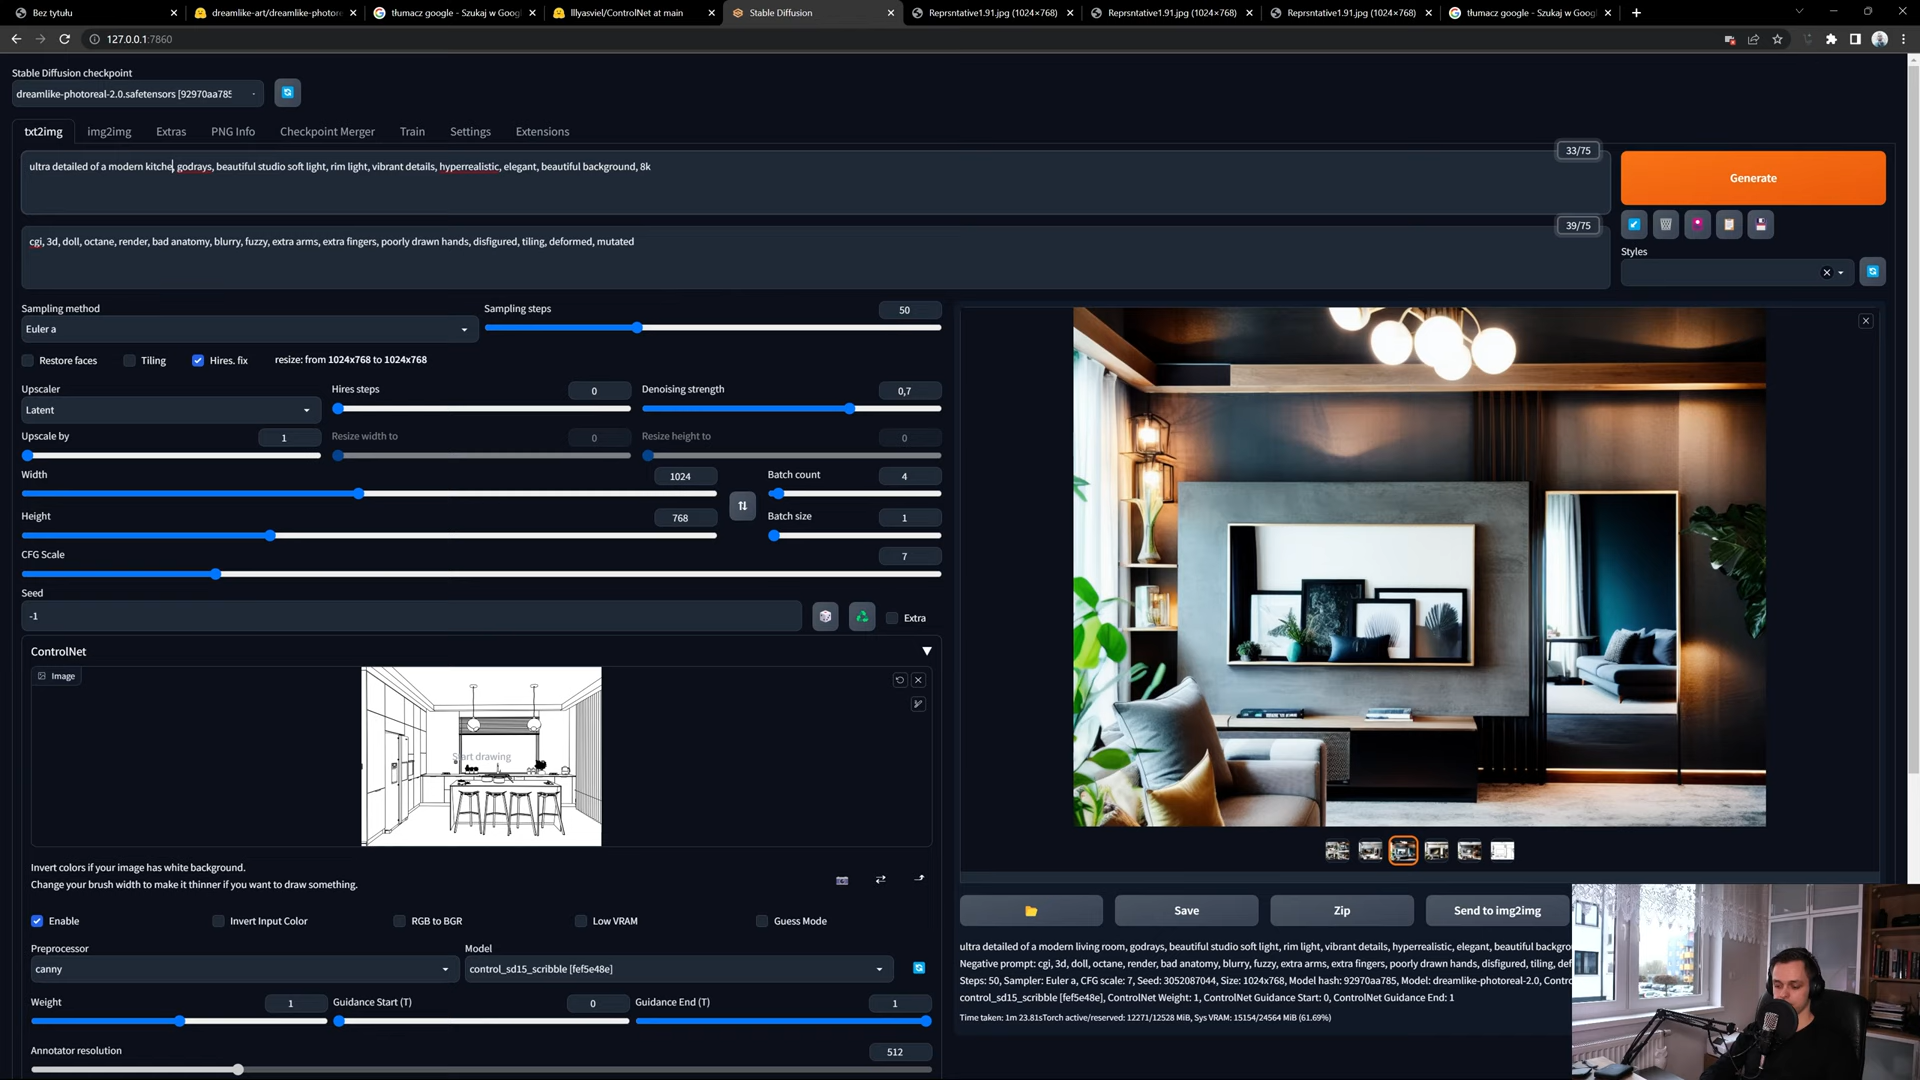 Bez tytułu
dreamlike-art/dreamlike-photore
tłumacz google - Szukaj w Googl
lllyasviel/ControlNet at main
Stable Diffusion
Reprsntative1.91.jpg (1024×768)
Reprsntative1.91.jpg (1024×768)
Reprsntative1.91.jpg (1024×768)
tłumacz google - Szukaj w Googl
127.0.0.1:7860
Stable Diffusion checkpoint
dreamlike-photoreal-2.0.safetensors [92970aa785
txt2img
img2img
Extras
PNG Info
Checkpoint Merger
Train
Settings
Extensions
33/75
ultra detailed of a modern kitche, godrays, beautiful studio soft light, rim light, vibrant details, hyperrealistic, elegant, beautiful background, 8k
Generate
39/75
cgi, 3d, doll, octane, render, bad anatomy, blurry, fuzzy, extra arms, extra fingers, poorly drawn hands, disfigured, tiling, deformed, mutated
Styles
Sampling method
Euler a
Sampling steps
50
Restore faces
Tiling
Hires. fix
resize: from 1024x768 to 1024x768
Upscaler
Latent
Hires steps
0
Denoising strength
0,7
Upscale by
1
Resize width to
0
Resize height to
0
Width
1024
Batch count
4
Height
768
Batch size
1
CFG Scale
7
Seed
-1
Extra
ControlNet
Image
Start drawing
Invert colors if your image has white background.
Change your brush width to make it thinner if you want to draw something.
Enable
Invert Input Color
RGB to BGR
Low VRAM
Guess Mode
Preprocessor
canny
Model
control_sd15_scribble [fef5e48e]
Weight
1
Guidance Start (T)
0
Guidance End (T)
1
Annotator resolution
512
Save
Zip
Send to img2img
ultra detailed of a modern living room, godrays, beautiful studio soft light, rim light, vibrant details, hyperrealistic, elegant, beautiful backgro
Negative prompt: cgi, 3d, doll, octane, render, bad anatomy, blurry, fuzzy, extra arms, extra fingers, poorly drawn hands, disfigured, tiling, def
Steps: 50, Sampler: Euler a, CFG scale: 7, Seed: 3052087044, Size: 1024x768, Model hash: 92970aa785, Model: dreamlike-photoreal-2.0, Contr
control_sd15_scribble [fef5e48e], ControlNet Weight: 1, ControlNet Guidance Start: 0, ControlNet Guidance End: 1
Time taken: 1m 23.81sTorch active/reserved: 12271/12528 MiB, Sys VRAM: 15154/24564 MiB (61.69%)